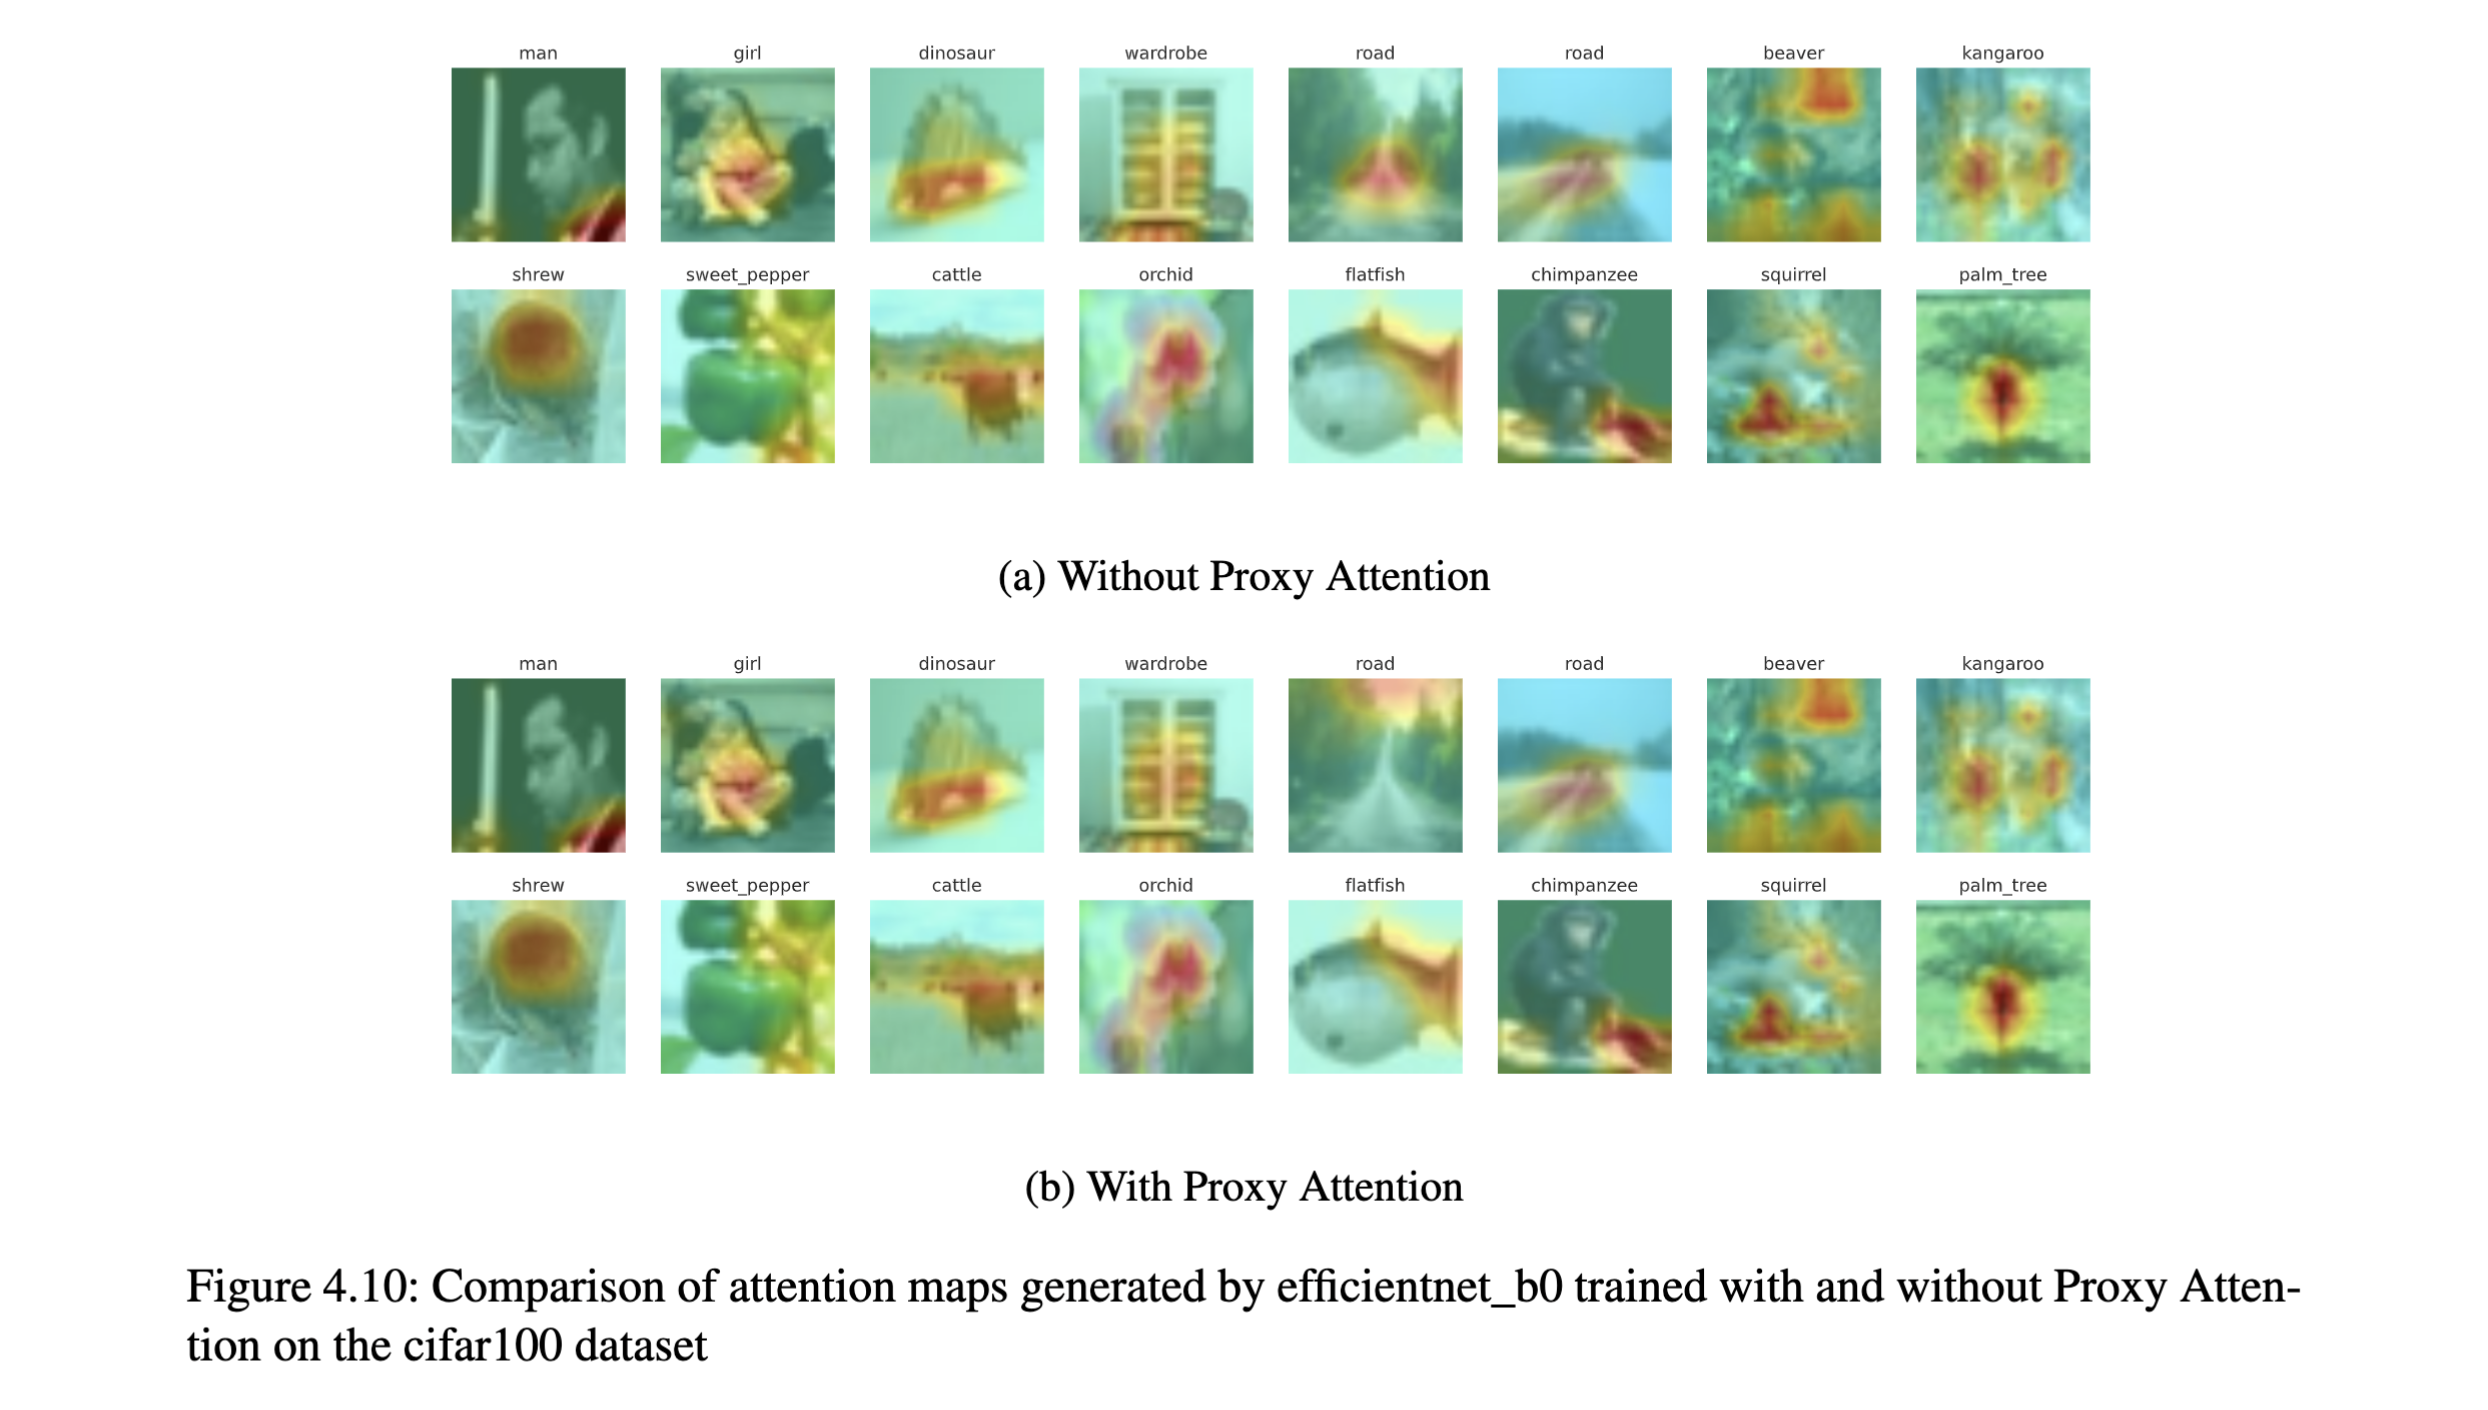 man girl dinosaur wardrobe road road beaver kangaroo
shrew sweet_pepper cattle orchid flatfish chimpanzee squirrel palm_tree
(a) Without Proxy Attention
man girl dinosaur wardrobe road road beaver kangaroo
shrew sweet_pepper cattle orchid flatfish chimpanzee squirrel palm_tree
(b) With Proxy Attention
Figure 4.10: Comparison of attention maps generated by efficientnet_b0 trained with and without Proxy Atten-
tion on the cifar100 dataset